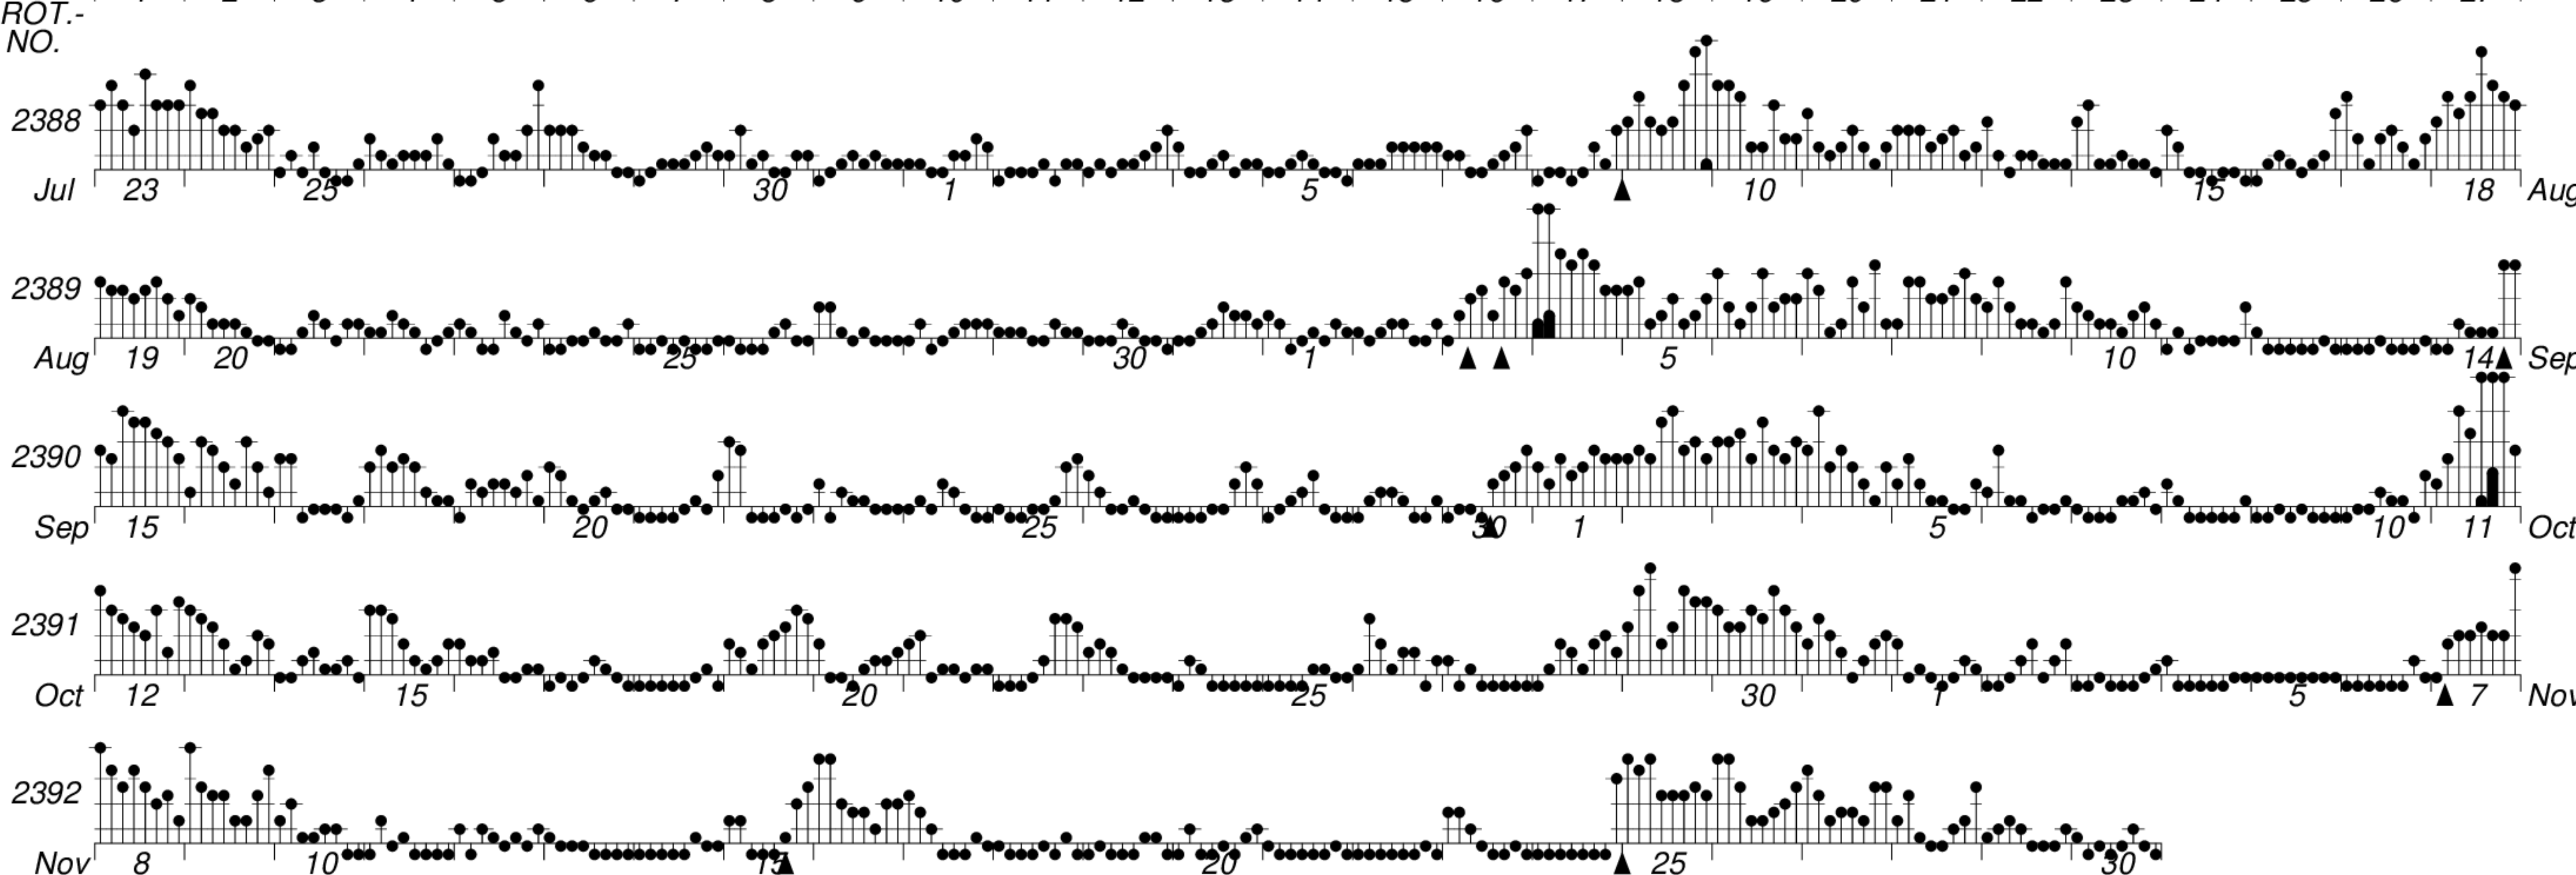 ROT.-
NO.
2388
Jul 23 25 30 1 5 10 15 18 Aug
2389
Aug 19 20 25 30 1 5 10 14 Sep
2390
Sep 15 20 25 30 1 5 10 11 Oct
2391
Oct 12 15 20 25 30 1 5 7 Nov
2392
Nov 8 10 15 20 25 30